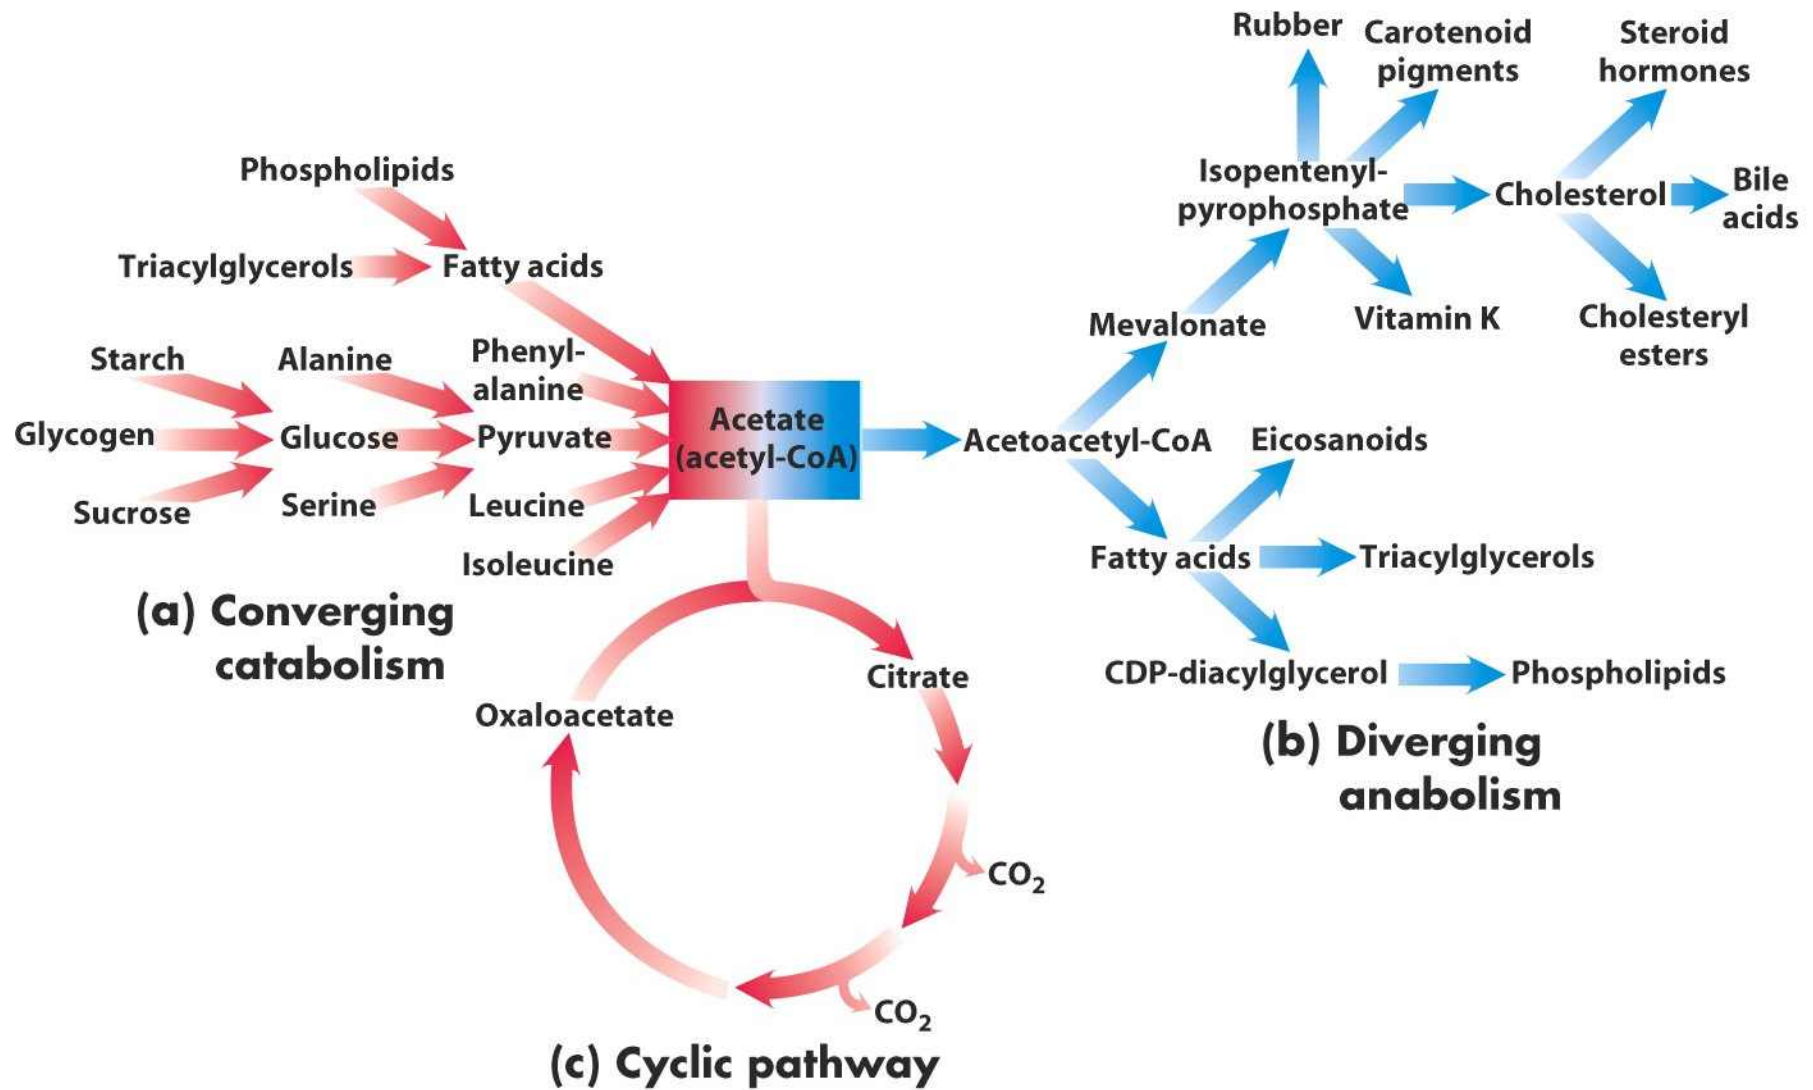 Phospholipids
Triacylglycerols
Fatty acids
Starch
Alanine
Phenyl-
alanine
Glycogen
Glucose
Pyruvate
Sucrose
Serine
Leucine
Isoleucine
(a) Converging
catabolism
Acetate
(acetyl-CoA)
Acetoacetyl-CoA
Mevalonate
Isopentenyl-
pyrophosphate
Rubber
Carotenoid
pigments
Steroid
hormones
Cholesterol
Bile
acids
Vitamin K
Cholesteryl
esters
Eicosanoids
Fatty acids
Triacylglycerols
CDP-diacylglycerol
Phospholipids
(b) Diverging
anabolism
Citrate
Oxaloacetate
CO₂
CO₂
(c) Cyclic pathway